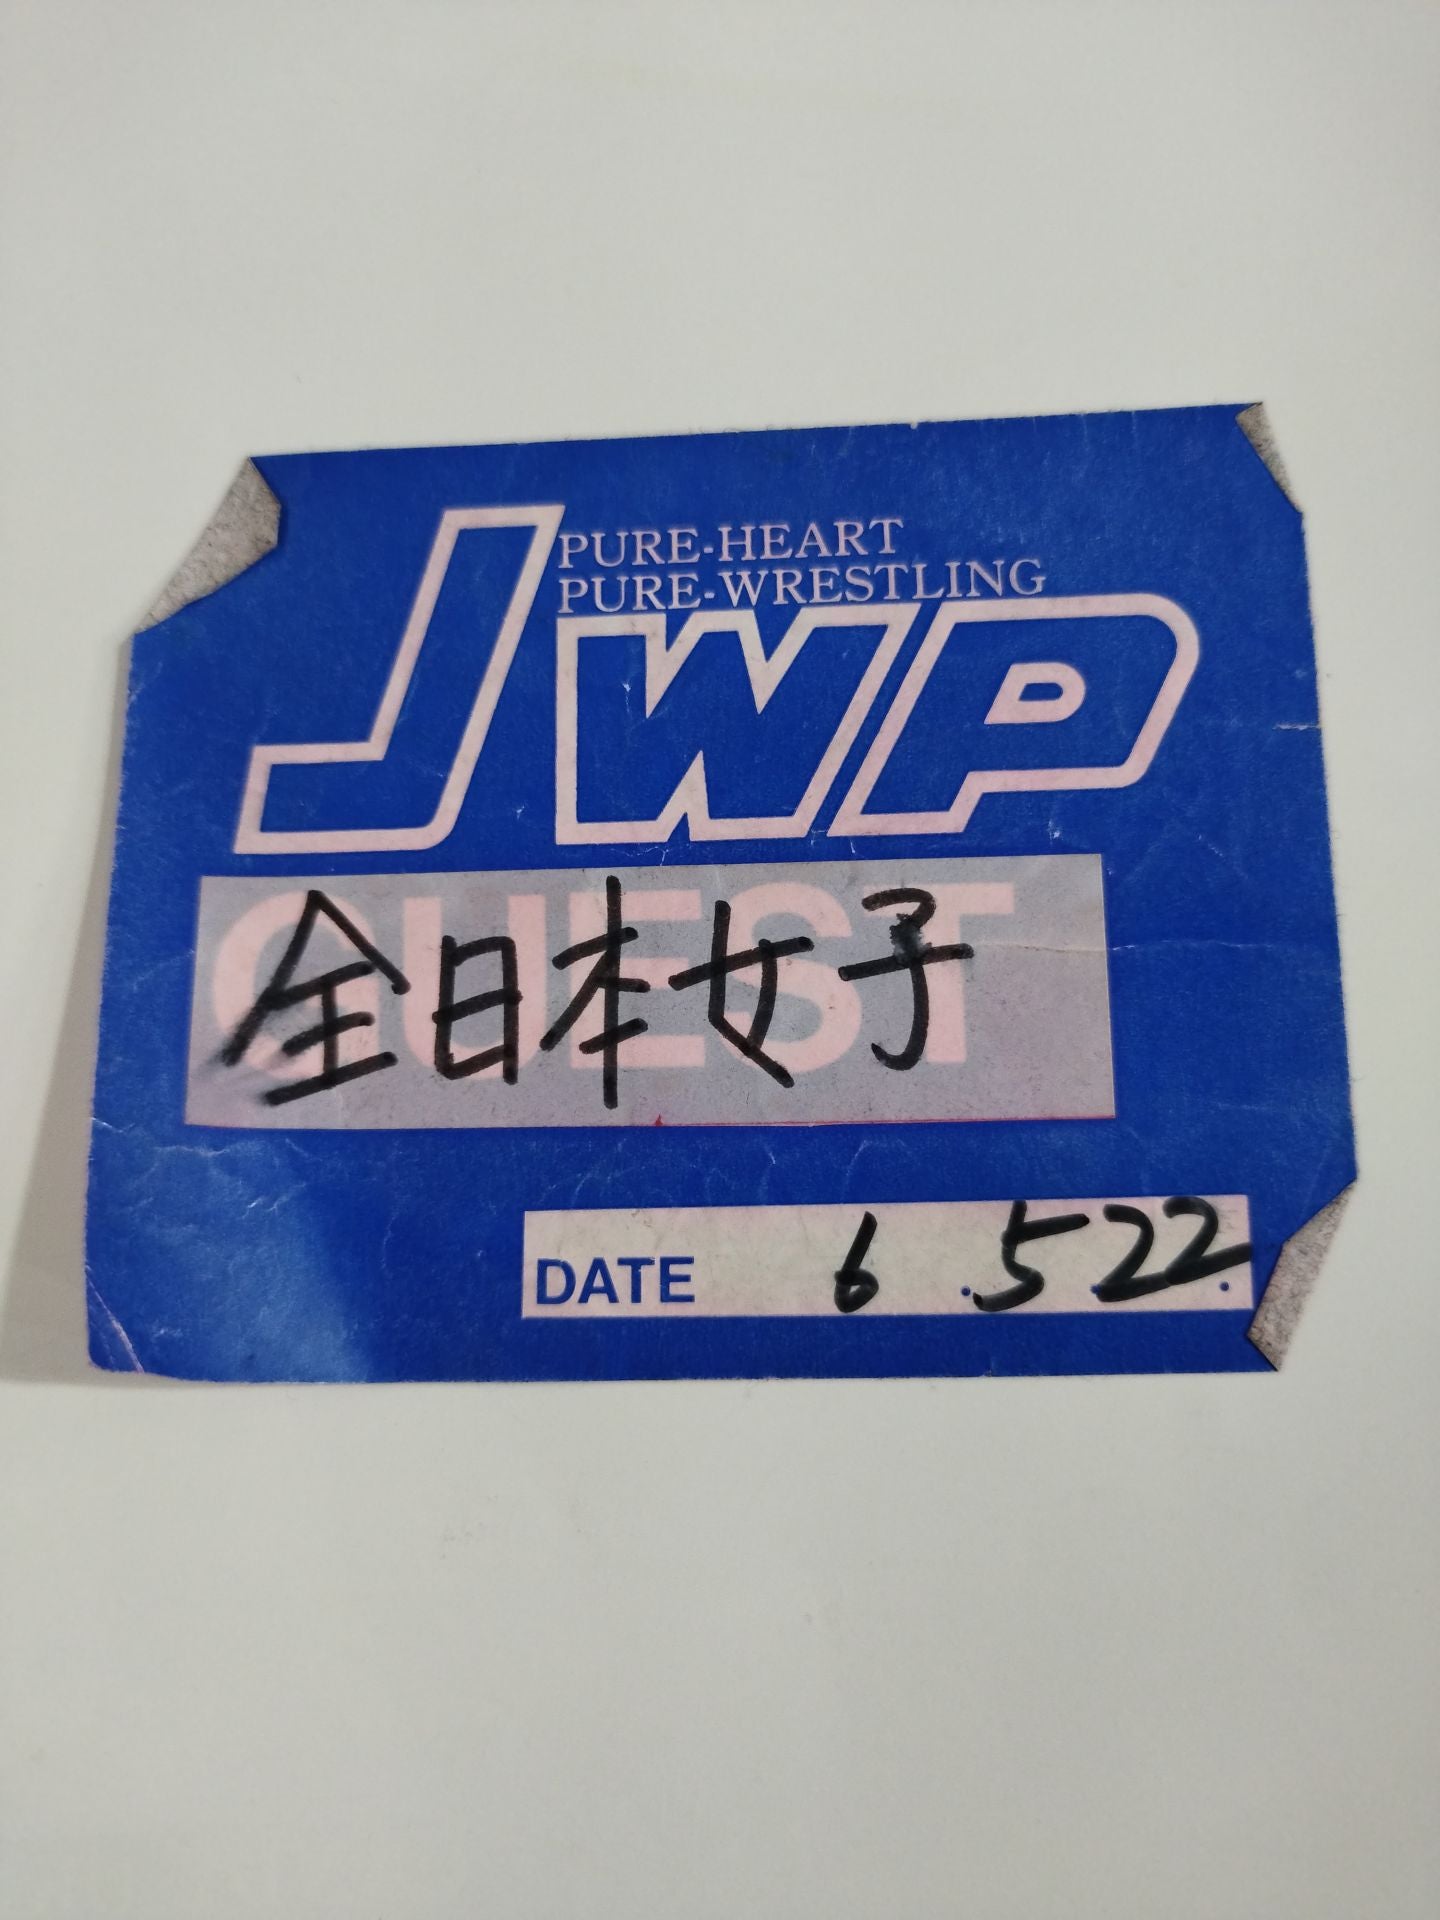 PURE-HEART
PURE-WRESTLING
JWP
GUEST
全日本女子
DATE 6.5.22.